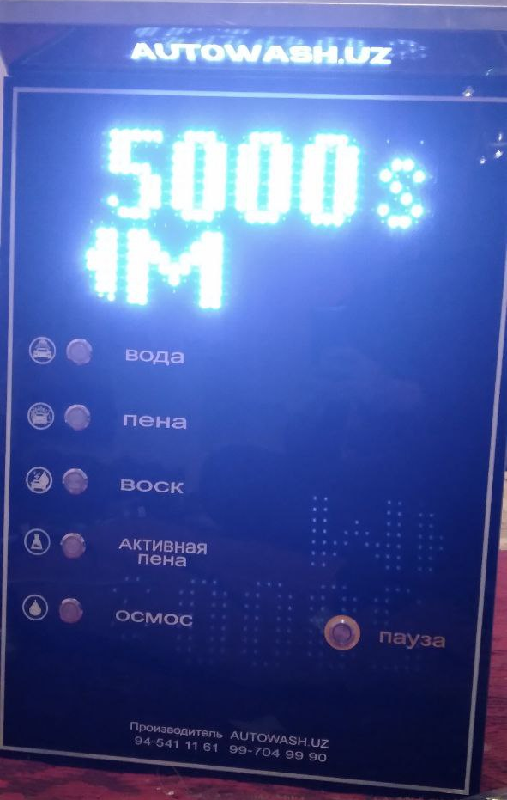 AUTOWASH.UZ
5000 S
1M
вода
пена
воск
активная
пена
осмос
пауза
Производитель AUTOWASH.UZ
94-541 11 61 99-704 99 90